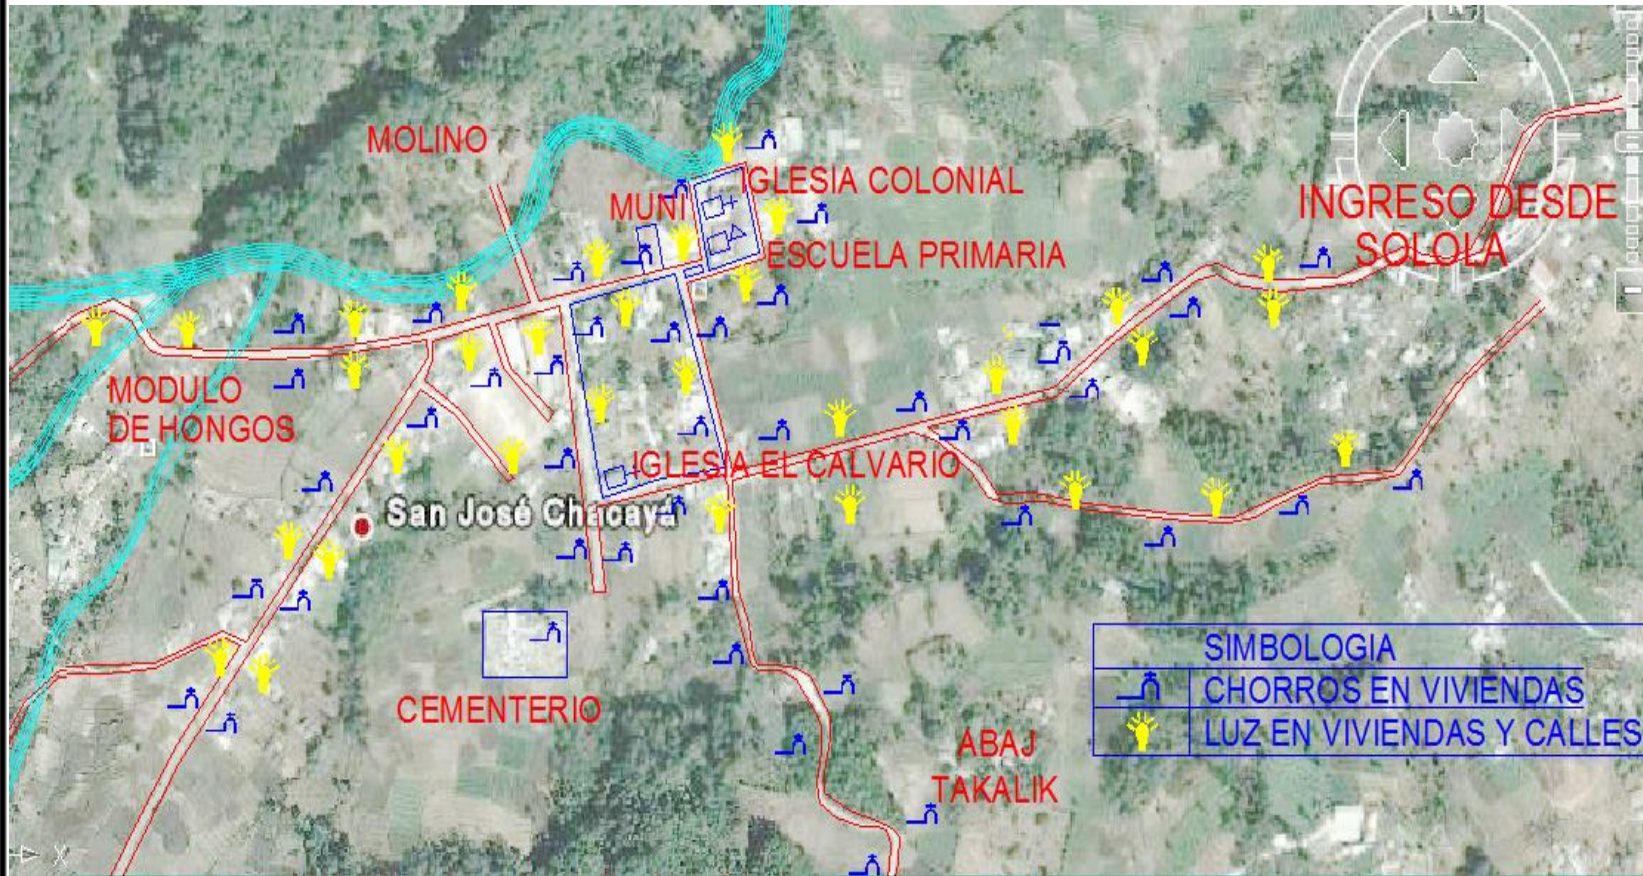 MOLINO
IGLESIA COLONIAL
MUNI
INGRESO DESDE
SOLOLA
ESCUELA PRIMARIA
MODULO
DE HONGOS
IGLESIA EL CALVARIO
San José Chacayá
CEMENTERIO
ABAJ
TAKALIK
SIMBOLOGIA
CHORROS EN VIVIENDAS
LUZ EN VIVIENDAS Y CALLES
X